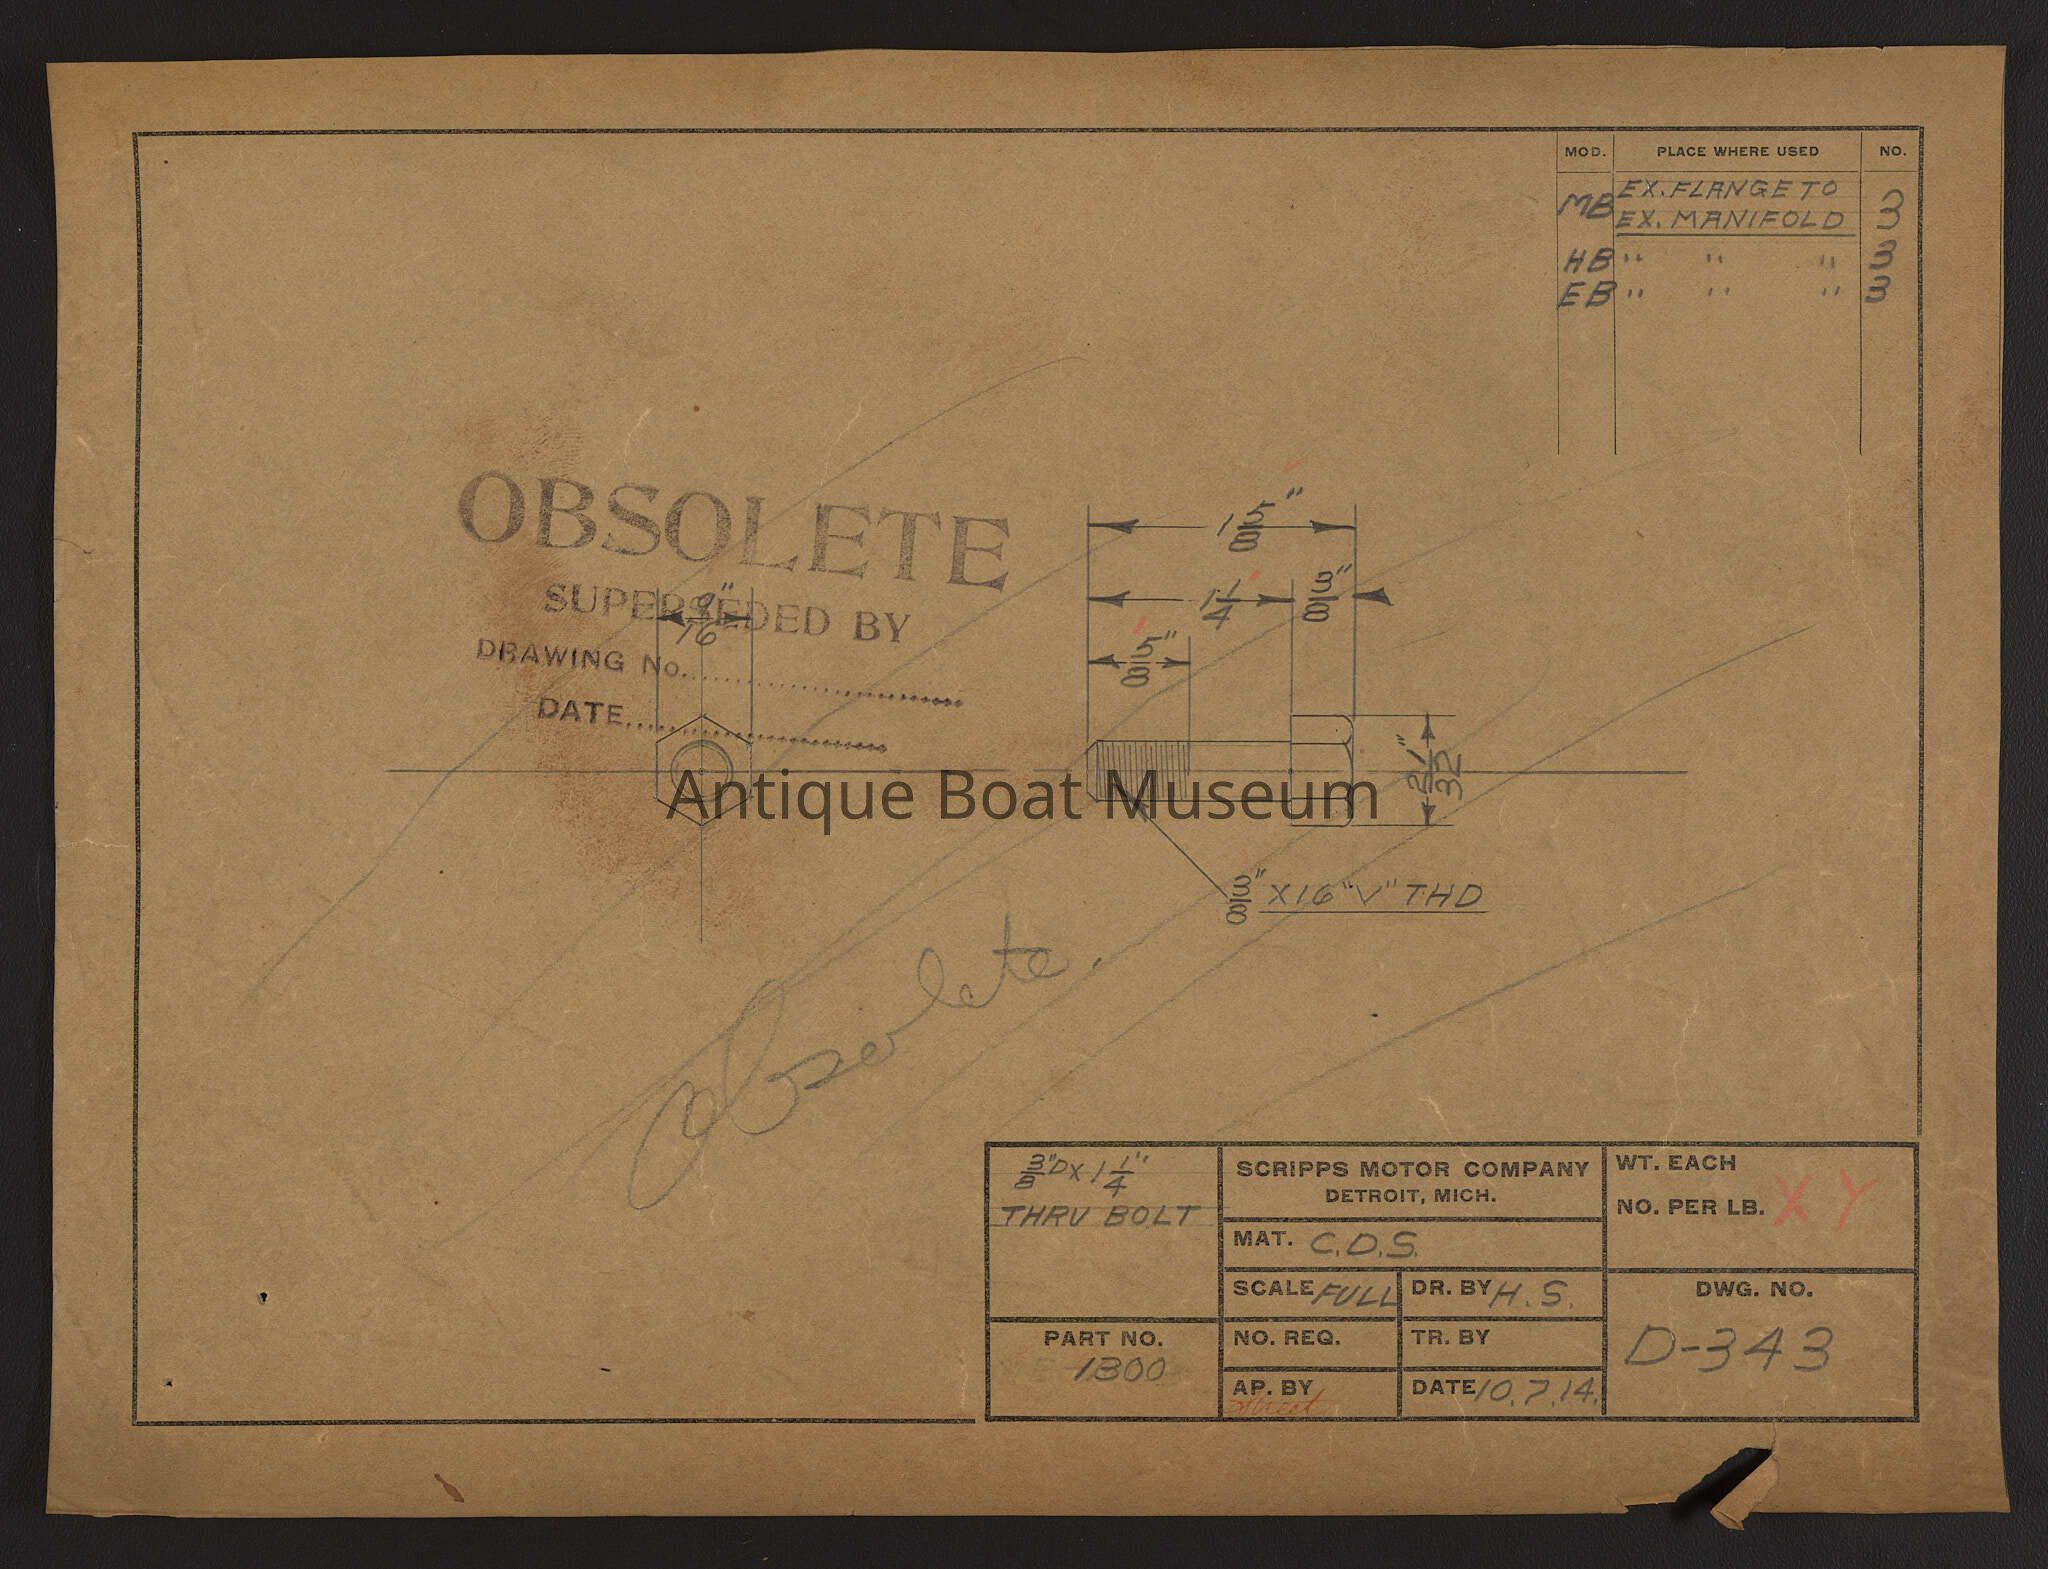 MOD. PLACE WHERE USED NO.
MB EX. FLANGE TO EX. MANIFOLD 3
HB " " " 3
EB " " " 3
OBSOLETE
SUPERSEDED BY
DRAWING No.
DATE
9/16"
1 5/8"
1 1/4
3/8"
5/8"
21/32"
3/8" X 16 "V" THD
Antique Boat Museum
Obsolete.
3/8" D X 1 1/4"
THRU BOLT
PART NO.
1300
SCRIPPS MOTOR COMPANY
DETROIT, MICH.
MAT. C.D.S.
SCALE FULL DR. BY H. S.
NO. REQ. TR. BY
AP. BY DATE 10.7.14.
WT. EACH
NO. PER LB. X Y
DWG. NO.
D-343